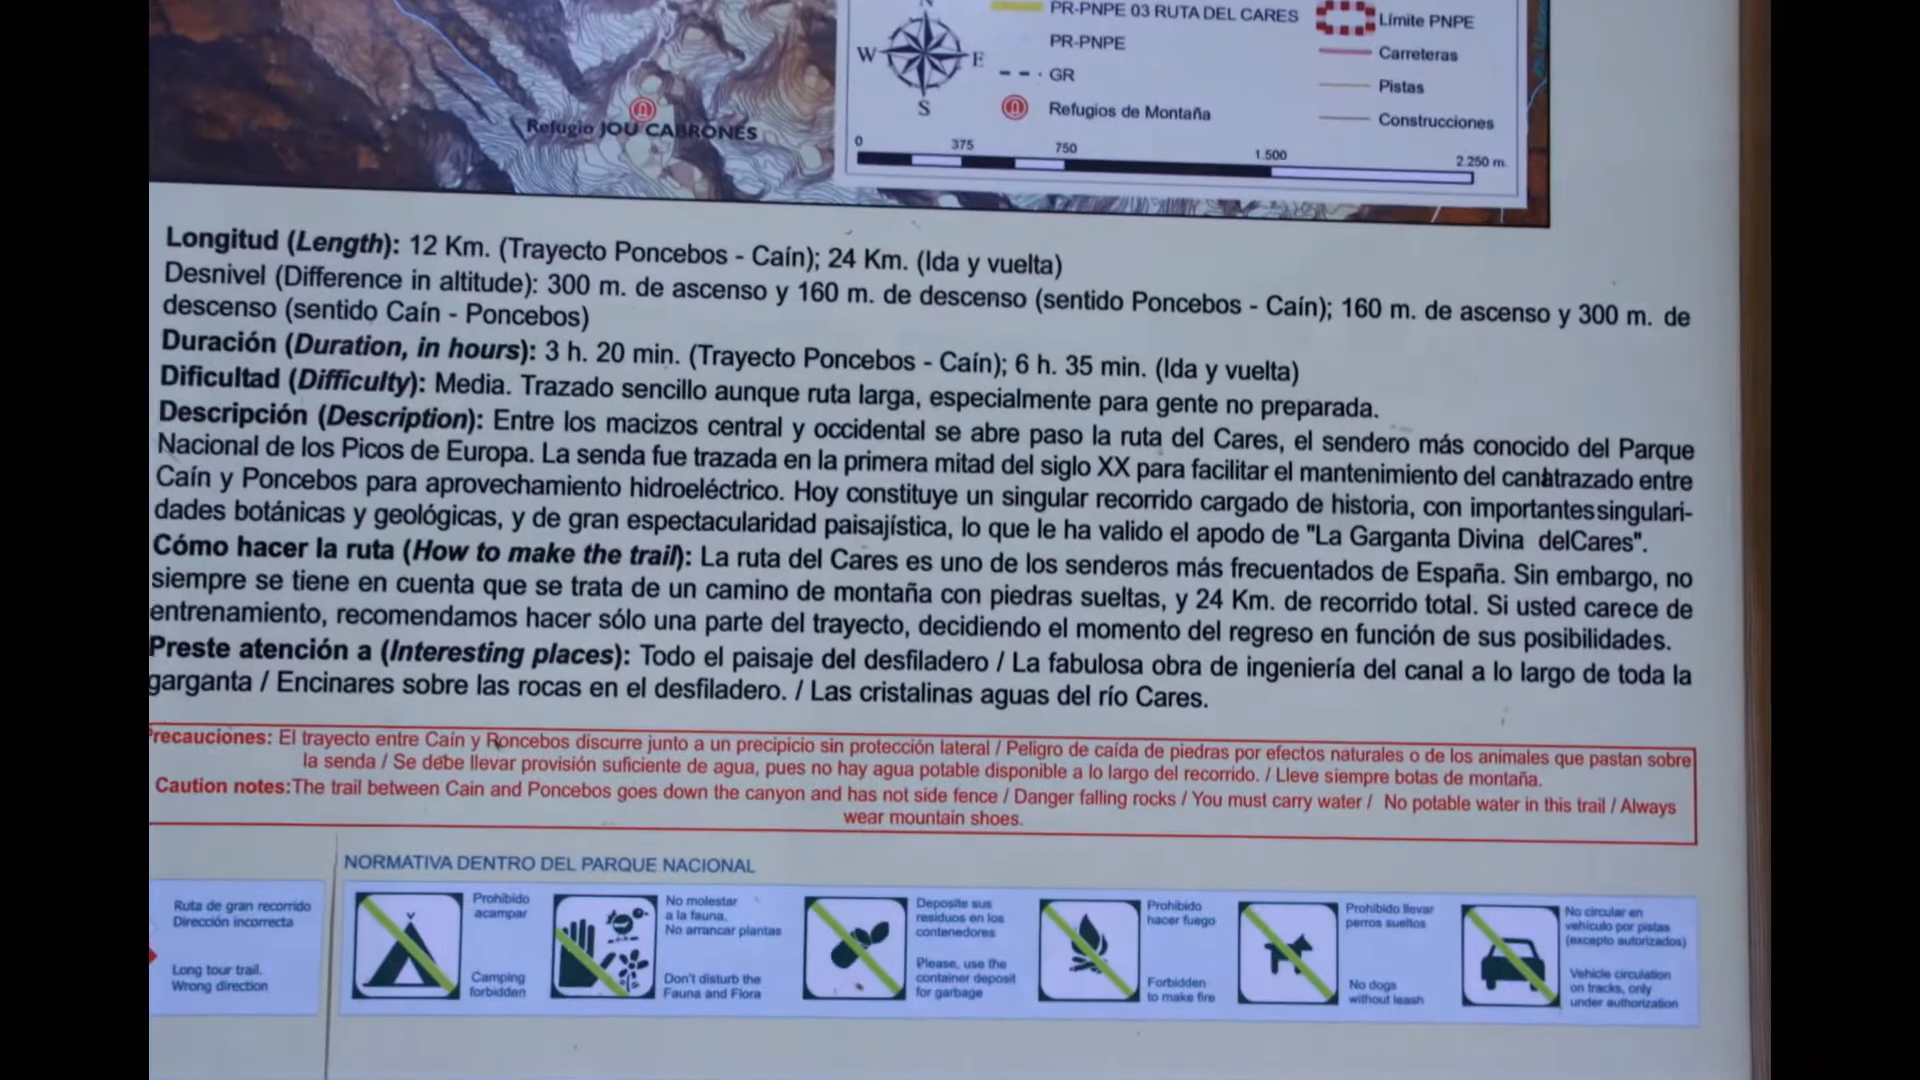 N
PR-PNPE 03 RUTA DEL CARES
Límite PNPE
W
E
S
PR-PNPE
Carreteras
GR
Pistas
Refugios de Montaña
Construcciones
Refugio JOU CABRONES
0 375 750 1.500 2.250 m.
Longitud (Length): 12 Km. (Trayecto Poncebos - Caín); 24 Km. (Ida y vuelta)
Desnivel (Difference in altitude): 300 m. de ascenso y 160 m. de descenso (sentido Poncebos - Caín); 160 m. de ascenso y 300 m. de
descenso (sentido Caín - Poncebos)
Duración (Duration, in hours): 3 h. 20 min. (Trayecto Poncebos - Caín); 6 h. 35 min. (Ida y vuelta)
Dificultad (Difficulty): Media. Trazado sencillo aunque ruta larga, especialmente para gente no preparada.
Descripción (Description): Entre los macizos central y occidental se abre paso la ruta del Cares, el sendero más conocido del Parque
Nacional de los Picos de Europa. La senda fue trazada en la primera mitad del siglo XX para facilitar el mantenimiento del canal trazado entre
Caín y Poncebos para aprovechamiento hidroeléctrico. Hoy constituye un singular recorrido cargado de historia, con importantes singulari-
dades botánicas y geológicas, y de gran espectacularidad paisajística, lo que le ha valido el apodo de "La Garganta Divina delCares".
Cómo hacer la ruta (How to make the trail): La ruta del Cares es uno de los senderos más frecuentados de España. Sin embargo, no
siempre se tiene en cuenta que se trata de un camino de montaña con piedras sueltas, y 24 Km. de recorrido total. Si usted carece de
entrenamiento, recomendamos hacer sólo una parte del trayecto, decidiendo el momento del regreso en función de sus posibilidades.
Preste atención a (Interesting places): Todo el paisaje del desfiladero / La fabulosa obra de ingeniería del canal a lo largo de toda la
garganta / Encinares sobre las rocas en el desfiladero. / Las cristalinas aguas del río Cares.
Precauciones: El trayecto entre Caín y Poncebos discurre junto a un precipicio sin protección lateral / Peligro de caída de piedras por efectos naturales o de los animales que pastan sobre
la senda / Se debe llevar provisión suficiente de agua, pues no hay agua potable disponible a lo largo del recorrido. / Lleve siempre botas de montaña.
Caution notes:The trail between Cain and Poncebos goes down the canyon and has not side fence / Danger falling rocks / You must carry water / No potable water in this trail / Always
wear mountain shoes.
NORMATIVA DENTRO DEL PARQUE NACIONAL
Ruta de gran recorrido
Dirección incorrecta
Long tour trail.
Wrong direction
Prohibido
acampar
Camping
forbidden
No molestar
a la fauna.
No arrancar plantas
Don't disturb the
Fauna and Flora
Deposite sus
residuos en los
contenedores
Please, use the
container deposit
for garbage
Prohibido
hacer fuego
Forbidden
to make fire
Prohibido llevar
perros sueltos
No dogs
without leash
No circular en
vehículo por pistas
(excepto autorizados)
Vehicle circulation
on tracks, only
under authorization